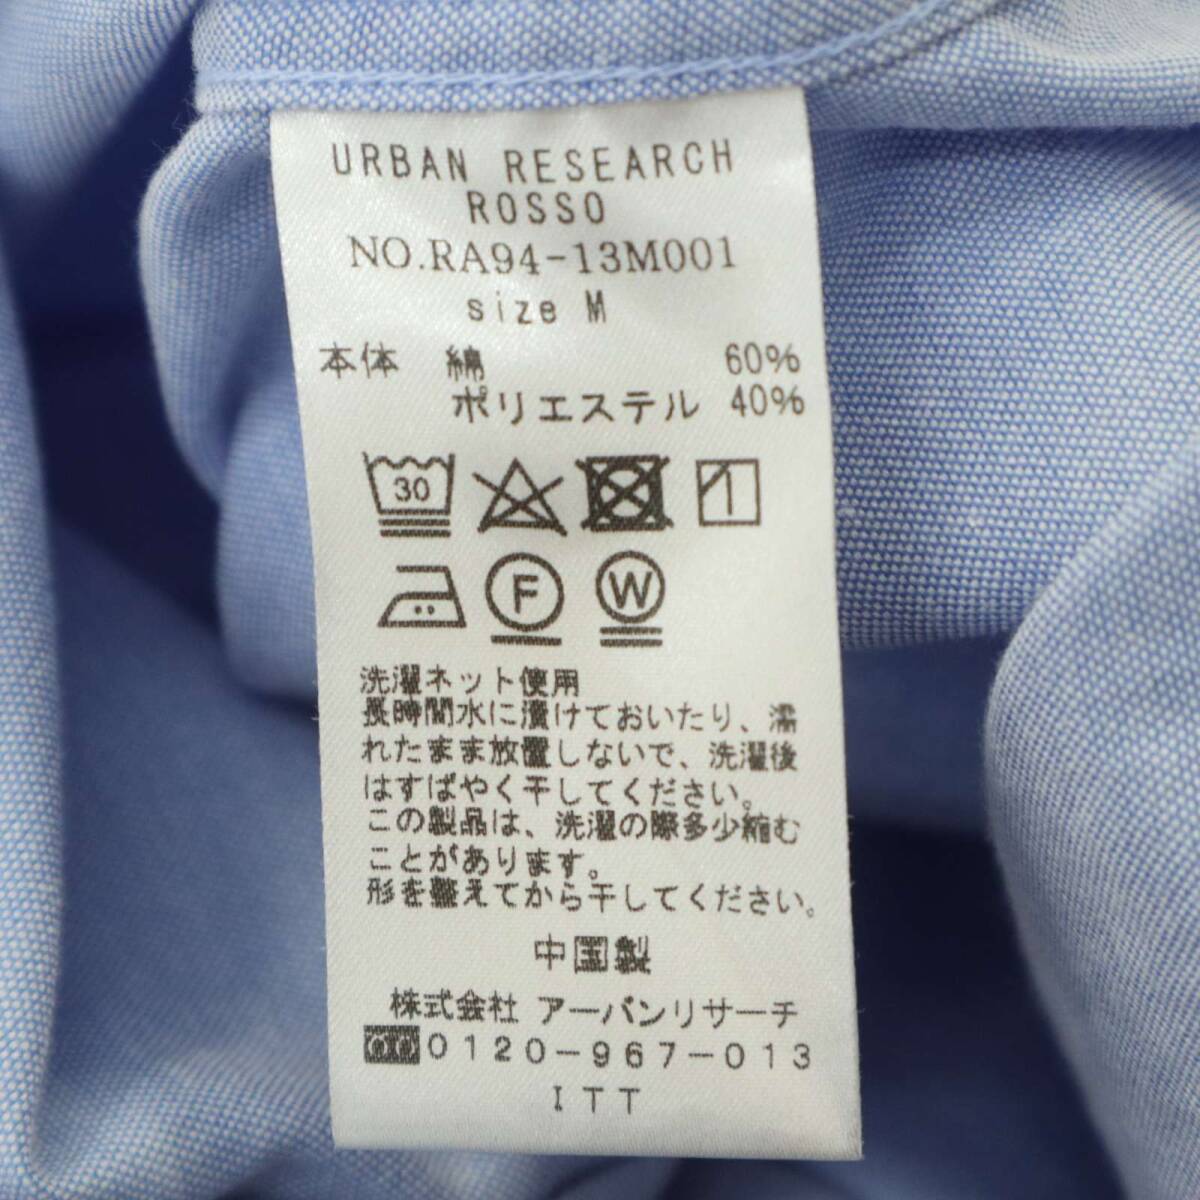 URBAN RESEARCH
ROSSO
NO.RA94-13M001
size M
本体 綿 60%
ポリエステル 40%
30
F
W
洗濯ネット使用
長時間水に漬けておいたり、濡
れたまま放置しないで、洗濯後
はすばやく干してください。
この製品は、洗濯の際多少縮む
ことがあります。
形を整えてから干してください。
中国製
株式会社 アーバンリサーチ
0120-967-013
ITT